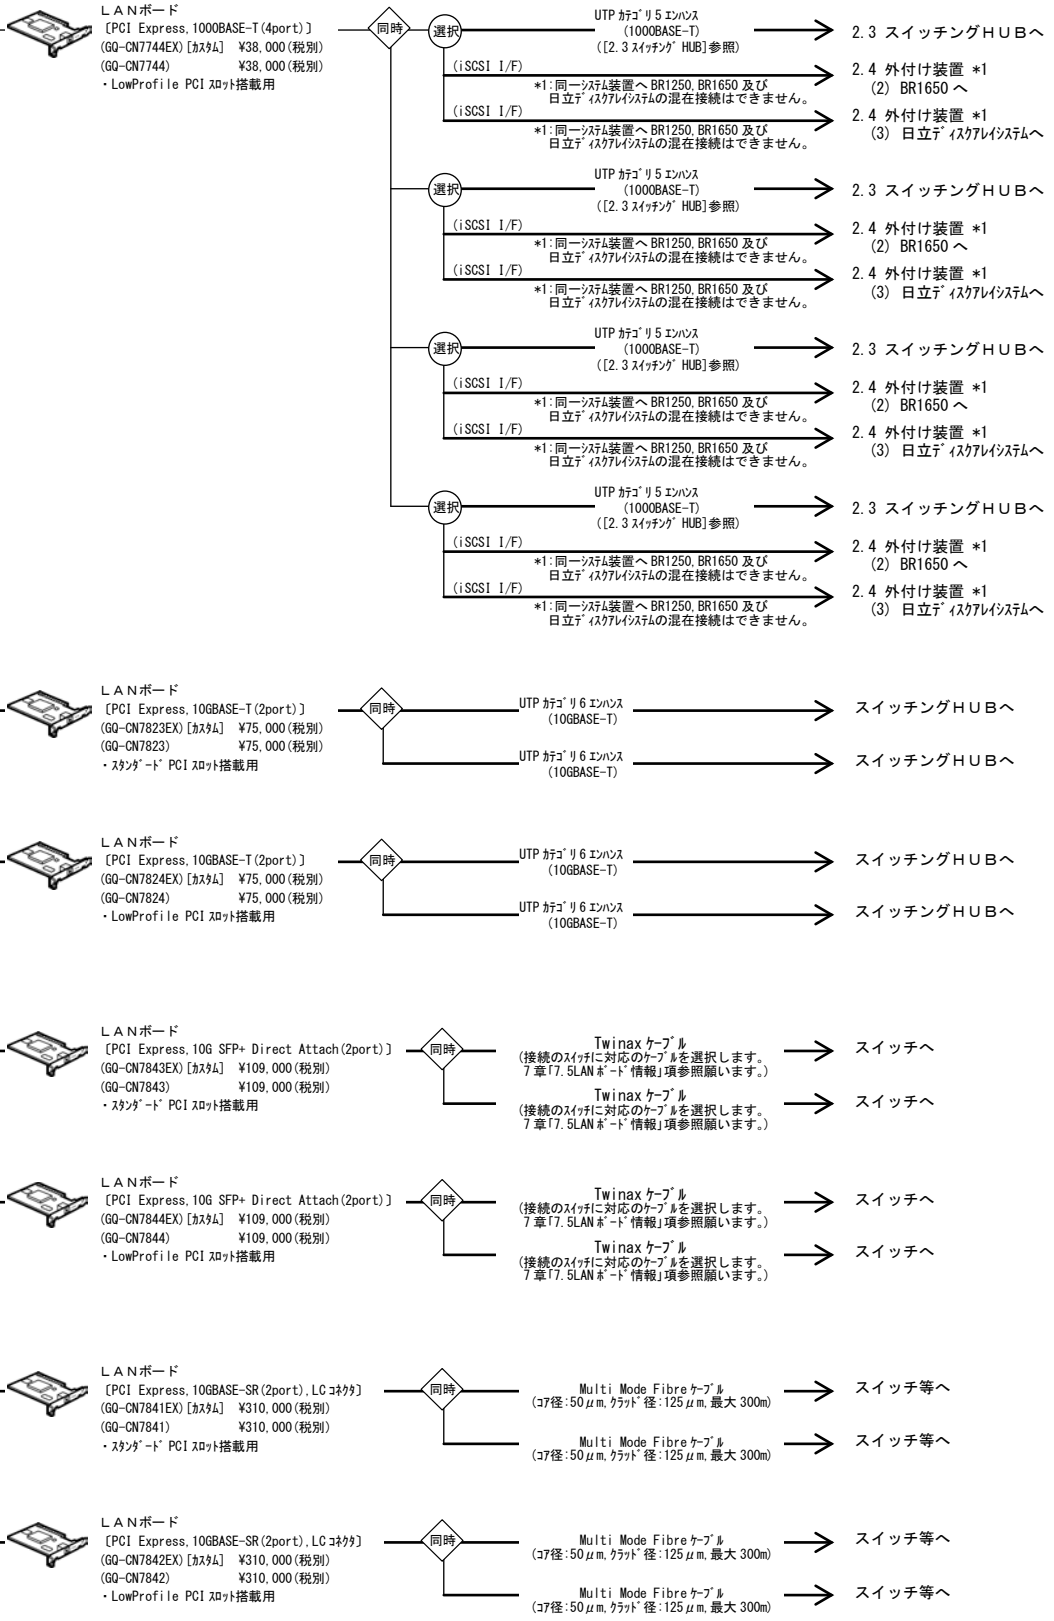 ＬＡＮボード
〔PCI Express,1000BASE-T(4port)〕
(GQ-CN7744EX)[ｶｽﾀﾑ] ¥38,000(税別)
(GQ-CN7744) ¥38,000(税別)
・LowProfile PCI ｽﾛｯﾄ搭載用
同時
選択
UTP ｶﾃｺﾞﾘ 5 ｴﾝﾊﾝｽ
(1000BASE-T)
([2.3 ｽｲｯﾁﾝｸﾞ HUB]参照)
2.3 スイッチングＨＵＢへ
(iSCSI I/F)
*1:同一ｼｽﾃﾑ装置へ BR1250,BR1650 及び
日立ﾃﾞｨｽｸｱﾚｲｼｽﾃﾑの混在接続はできません。
2.4 外付け装置 *1
(2) BR1650 へ
(iSCSI I/F)
*1:同一ｼｽﾃﾑ装置へ BR1250,BR1650 及び
日立ﾃﾞｨｽｸｱﾚｲｼｽﾃﾑの混在接続はできません。
2.4 外付け装置 *1
(3) 日立ﾃﾞｨｽｸｱﾚｲｼｽﾃﾑへ
選択
UTP ｶﾃｺﾞﾘ 5 ｴﾝﾊﾝｽ
(1000BASE-T)
([2.3 ｽｲｯﾁﾝｸﾞ HUB]参照)
2.3 スイッチングＨＵＢへ
(iSCSI I/F)
*1:同一ｼｽﾃﾑ装置へ BR1250,BR1650 及び
日立ﾃﾞｨｽｸｱﾚｲｼｽﾃﾑの混在接続はできません。
2.4 外付け装置 *1
(2) BR1650 へ
(iSCSI I/F)
*1:同一ｼｽﾃﾑ装置へ BR1250,BR1650 及び
日立ﾃﾞｨｽｸｱﾚｲｼｽﾃﾑの混在接続はできません。
2.4 外付け装置 *1
(3) 日立ﾃﾞｨｽｸｱﾚｲｼｽﾃﾑへ
選択
UTP ｶﾃｺﾞﾘ 5 ｴﾝﾊﾝｽ
(1000BASE-T)
([2.3 ｽｲｯﾁﾝｸﾞ HUB]参照)
2.3 スイッチングＨＵＢへ
(iSCSI I/F)
*1:同一ｼｽﾃﾑ装置へ BR1250,BR1650 及び
日立ﾃﾞｨｽｸｱﾚｲｼｽﾃﾑの混在接続はできません。
2.4 外付け装置 *1
(2) BR1650 へ
(iSCSI I/F)
*1:同一ｼｽﾃﾑ装置へ BR1250,BR1650 及び
日立ﾃﾞｨｽｸｱﾚｲｼｽﾃﾑの混在接続はできません。
2.4 外付け装置 *1
(3) 日立ﾃﾞｨｽｸｱﾚｲｼｽﾃﾑへ
選択
UTP ｶﾃｺﾞﾘ 5 ｴﾝﾊﾝｽ
(1000BASE-T)
([2.3 ｽｲｯﾁﾝｸﾞ HUB]参照)
2.3 スイッチングＨＵＢへ
(iSCSI I/F)
*1:同一ｼｽﾃﾑ装置へ BR1250,BR1650 及び
日立ﾃﾞｨｽｸｱﾚｲｼｽﾃﾑの混在接続はできません。
2.4 外付け装置 *1
(2) BR1650 へ
(iSCSI I/F)
*1:同一ｼｽﾃﾑ装置へ BR1250,BR1650 及び
日立ﾃﾞｨｽｸｱﾚｲｼｽﾃﾑの混在接続はできません。
2.4 外付け装置 *1
(3) 日立ﾃﾞｨｽｸｱﾚｲｼｽﾃﾑへ
ＬＡＮボード
〔PCI Express,10GBASE-T(2port)〕
(GQ-CN7823EX)[ｶｽﾀﾑ] ¥75,000(税別)
(GQ-CN7823) ¥75,000(税別)
・ｽﾀﾝﾀﾞｰﾄﾞ PCI ｽﾛｯﾄ搭載用
同時
UTP ｶﾃｺﾞﾘ 6 ｴﾝﾊﾝｽ
(10GBASE-T)
スイッチングＨＵＢへ
UTP ｶﾃｺﾞﾘ 6 ｴﾝﾊﾝｽ
(10GBASE-T)
スイッチングＨＵＢへ
ＬＡＮボード
〔PCI Express,10GBASE-T(2port)〕
(GQ-CN7824EX)[ｶｽﾀﾑ] ¥75,000(税別)
(GQ-CN7824) ¥75,000(税別)
・LowProfile PCI ｽﾛｯﾄ搭載用
同時
UTP ｶﾃｺﾞﾘ 6 ｴﾝﾊﾝｽ
(10GBASE-T)
スイッチングＨＵＢへ
UTP ｶﾃｺﾞﾘ 6 ｴﾝﾊﾝｽ
(10GBASE-T)
スイッチングＨＵＢへ
ＬＡＮボード
〔PCI Express,10G SFP+ Direct Attach(2port)〕
(GQ-CN7843EX)[ｶｽﾀﾑ] ¥109,000(税別)
(GQ-CN7843) ¥109,000(税別)
・ｽﾀﾝﾀﾞｰﾄﾞ PCI ｽﾛｯﾄ搭載用
同時
Twinax ｹｰﾌﾞﾙ
(接続のｽｲｯﾁに対応のｹｰﾌﾞﾙを選択します。
7 章｢7.5LAN ﾎﾞｰﾄﾞ情報｣項参照願います。)
スイッチへ
Twinax ｹｰﾌﾞﾙ
(接続のｽｲｯﾁに対応のｹｰﾌﾞﾙを選択します。
7 章｢7.5LAN ﾎﾞｰﾄﾞ情報｣項参照願います。)
スイッチへ
ＬＡＮボード
〔PCI Express,10G SFP+ Direct Attach(2port)〕
(GQ-CN7844EX)[ｶｽﾀﾑ] ¥109,000(税別)
(GQ-CN7844) ¥109,000(税別)
・LowProfile PCI ｽﾛｯﾄ搭載用
同時
Twinax ｹｰﾌﾞﾙ
(接続のｽｲｯﾁに対応のｹｰﾌﾞﾙを選択します。
7 章｢7.5LAN ﾎﾞｰﾄﾞ情報｣項参照願います。)
スイッチへ
Twinax ｹｰﾌﾞﾙ
(接続のｽｲｯﾁに対応のｹｰﾌﾞﾙを選択します。
7 章｢7.5LAN ﾎﾞｰﾄﾞ情報｣項参照願います。)
スイッチへ
ＬＡＮボード
〔PCI Express,10GBASE-SR(2port),LC ｺﾈｸﾀ〕
(GQ-CN7841EX)[ｶｽﾀﾑ] ¥310,000(税別)
(GQ-CN7841) ¥310,000(税別)
・ｽﾀﾝﾀﾞｰﾄﾞ PCI ｽﾛｯﾄ搭載用
同時
Multi Mode Fibre ｹｰﾌﾞﾙ
(ｺｱ径:50μm,ｸﾗｯﾄﾞ径:125μm,最大 300m)
スイッチ等へ
Multi Mode Fibre ｹｰﾌﾞﾙ
(ｺｱ径:50μm,ｸﾗｯﾄﾞ径:125μm,最大 300m)
スイッチ等へ
ＬＡＮボード
〔PCI Express,10GBASE-SR(2port),LC ｺﾈｸﾀ〕
(GQ-CN7842EX)[ｶｽﾀﾑ] ¥310,000(税別)
(GQ-CN7842) ¥310,000(税別)
・LowProfile PCI ｽﾛｯﾄ搭載用
同時
Multi Mode Fibre ｹｰﾌﾞﾙ
(ｺｱ径:50μm,ｸﾗｯﾄﾞ径:125μm,最大 300m)
スイッチ等へ
Multi Mode Fibre ｹｰﾌﾞﾙ
(ｺｱ径:50μm,ｸﾗｯﾄﾞ径:125μm,最大 300m)
スイッチ等へ